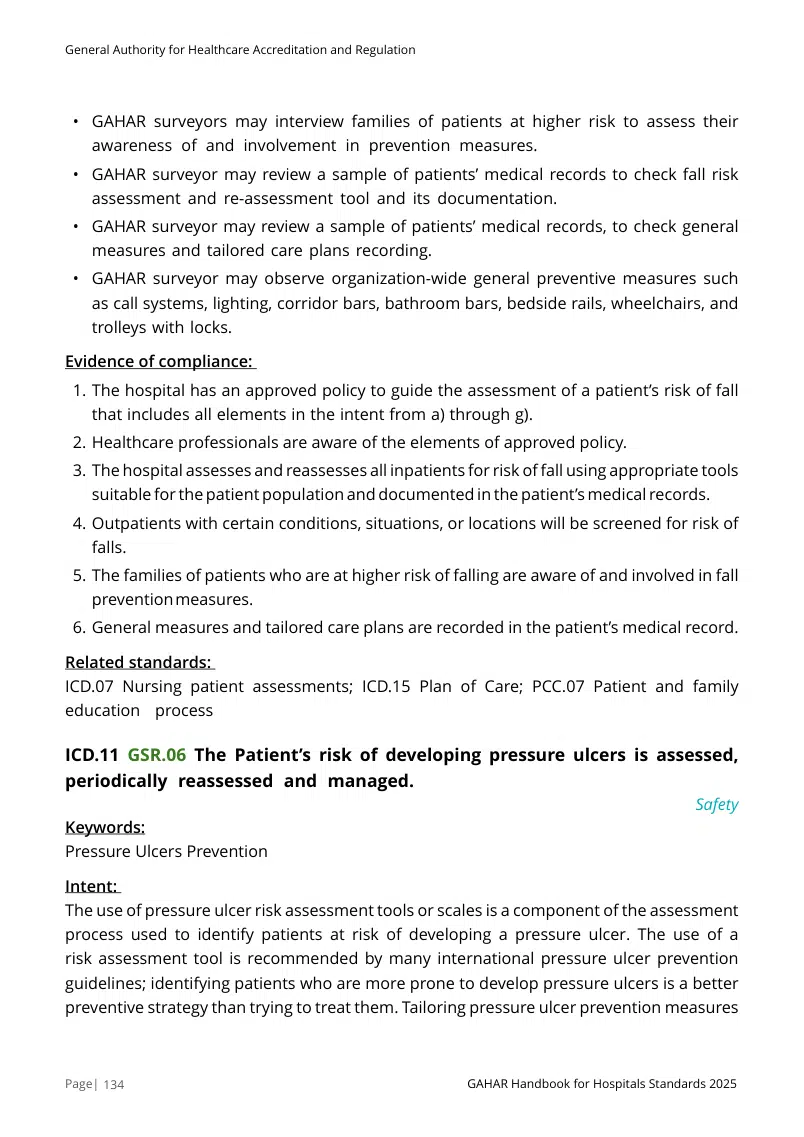 General Authority for Healthcare Accreditation and Regulation
• GAHAR surveyors may interview families of patients at higher risk to assess their
awareness of and involvement in prevention measures.
• GAHAR surveyor may review a sample of patients’ medical records to check fall risk
assessment and re-assessment tool and its documentation.
• GAHAR surveyor may review a sample of patients’ medical records, to check general
measures and tailored care plans recording.
• GAHAR surveyor may observe organization-wide general preventive measures such
as call systems, lighting, corridor bars, bathroom bars, bedside rails, wheelchairs, and
trolleys with locks.
Evidence of compliance:
1. The hospital has an approved policy to guide the assessment of a patient’s risk of fall
that includes all elements in the intent from a) through g).
2. Healthcare professionals are aware of the elements of approved policy.
3. The hospital assesses and reassesses all inpatients for risk of fall using appropriate tools
suitable for the patient population and documented in the patient’s medical records.
4. Outpatients with certain conditions, situations, or locations will be screened for risk of
falls.
5. The families of patients who are at higher risk of falling are aware of and involved in fall
prevention measures.
6. General measures and tailored care plans are recorded in the patient’s medical record.
Related standards:
ICD.07 Nursing patient assessments; ICD.15 Plan of Care; PCC.07 Patient and family
education process
ICD.11 GSR.06 The Patient’s risk of developing pressure ulcers is assessed,
periodically reassessed and managed.
Safety
Keywords:
Pressure Ulcers Prevention
Intent:
The use of pressure ulcer risk assessment tools or scales is a component of the assessment
process used to identify patients at risk of developing a pressure ulcer. The use of a
risk assessment tool is recommended by many international pressure ulcer prevention
guidelines; identifying patients who are more prone to develop pressure ulcers is a better
preventive strategy than trying to treat them. Tailoring pressure ulcer prevention measures
Page| 134
GAHAR Handbook for Hospitals Standards 2025